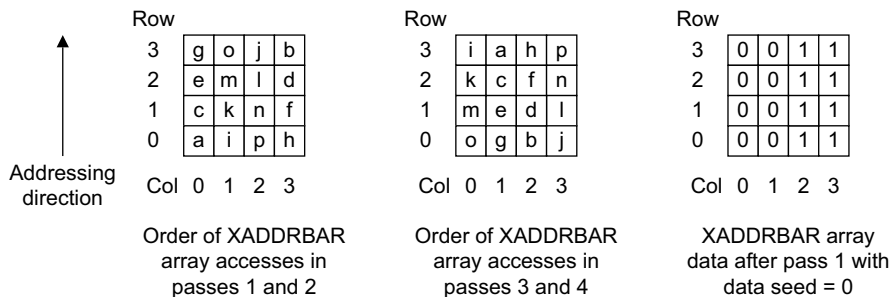 Row Row Row
3 g o j b 3 i a h p 3 0 0 1 1
2 e m l d 2 k c f n 2 0 0 1 1
1 c k n f 1 m e d l 1 0 0 1 1
0 a i p h 0 o g b j 0 0 0 1 1
Addressing
direction
Col 0 1 2 3 Col 0 1 2 3 Col 0 1 2 3
Order of XADDRBAR
array accesses in
passes 1 and 2
Order of XADDRBAR
array accesses in
passes 3 and 4
XADDRBAR array
data after pass 1 with
data seed = 0